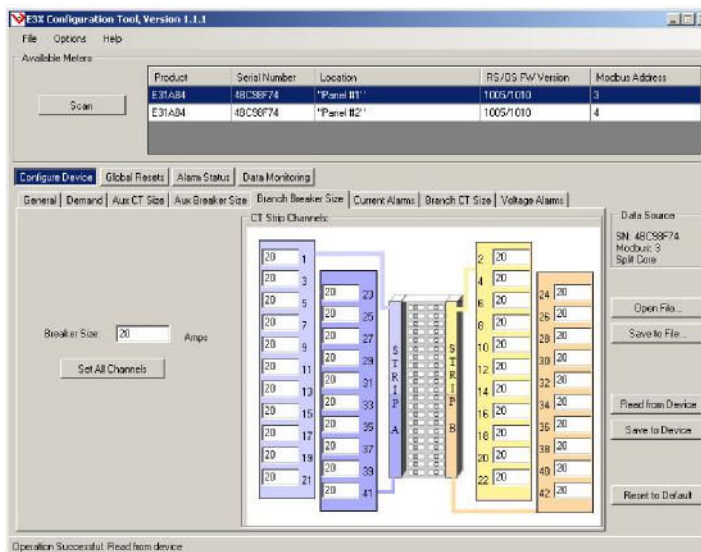 E3X Configuration Tool, Version 1.1.1
File Options Help
Available Meters
Product Serial Number Location RS/DS FW Version Modbus Address
Scan
E31A84 48C98F74 "Panel #1" 1005/1010 3
E31A84 48C98F74 "Panel #2" 1005/1010 4
Configure Device Global Resets Alarm Status Data Monitoring
General Demand Aux CT Size Aux Breaker Size Branch Breaker Size Current Alarms Branch CT Size Voltage Alarms
CT Strip Channels:
Data Source
SN: 48C98F74
Modbus: 3
Split Core
Breaker Size: 20 Amps
Set All Channels
20 1
20 3
20 5
20 7
20 9
20 11
20 13
20 15
20 17
20 19
20 21
20 23
20 25
20 27
20 29
20 31
20 33
20 35
20 37
20 39
20 41
STRIP A
STRIP B
2 20
4 20
6 20
8 20
10 20
12 20
14 20
16 20
18 20
20 20
22 20
24 20
26 20
28 20
30 20
32 20
34 20
36 20
38 20
40 20
42 20
Open File...
Save to File...
Read from Device
Save to Device
Reset to Default
Operation Successful: Read from device